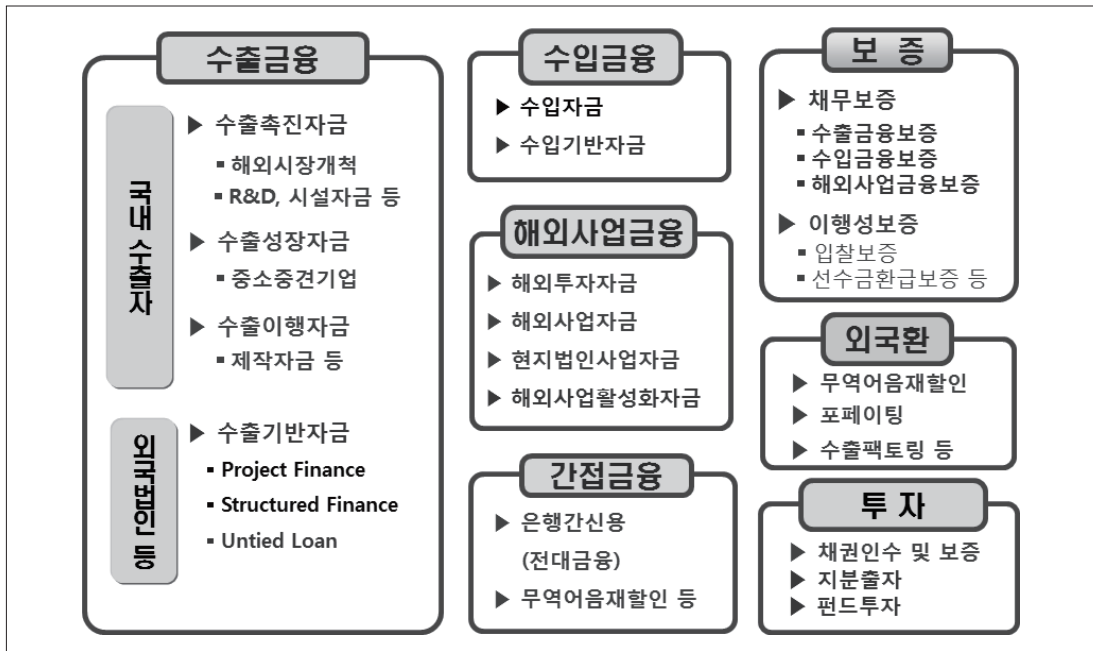 수출금융
국내 수출자
▶ 수출촉진자금
▪ 해외시장개척
▪ R&D, 시설자금 등
▶ 수출성장자금
▪ 중소중견기업
▶ 수출이행자금
▪ 제작자금 등
외국법인 등
▶ 수출기반자금
▪ Project Finance
▪ Structured Finance
▪ Untied Loan
수입금융
▶ 수입자금
▶ 수입기반자금
해외사업금융
▶ 해외투자자금
▶ 해외사업자금
▶ 현지법인사업자금
▶ 해외사업활성화자금
간접금융
▶ 은행간신용
(전대금융)
▶ 무역어음재할인 등
보 증
▶ 채무보증
▪ 수출금융보증
▪ 수입금융보증
▪ 해외사업금융보증
▶ 이행성보증
▪ 입찰보증
▪ 선수금환급보증 등
외국환
▶ 무역어음재할인
▶ 포페이팅
▶ 수출팩토링 등
투 자
▶ 채권인수 및 보증
▶ 지분출자
▶ 펀드투자